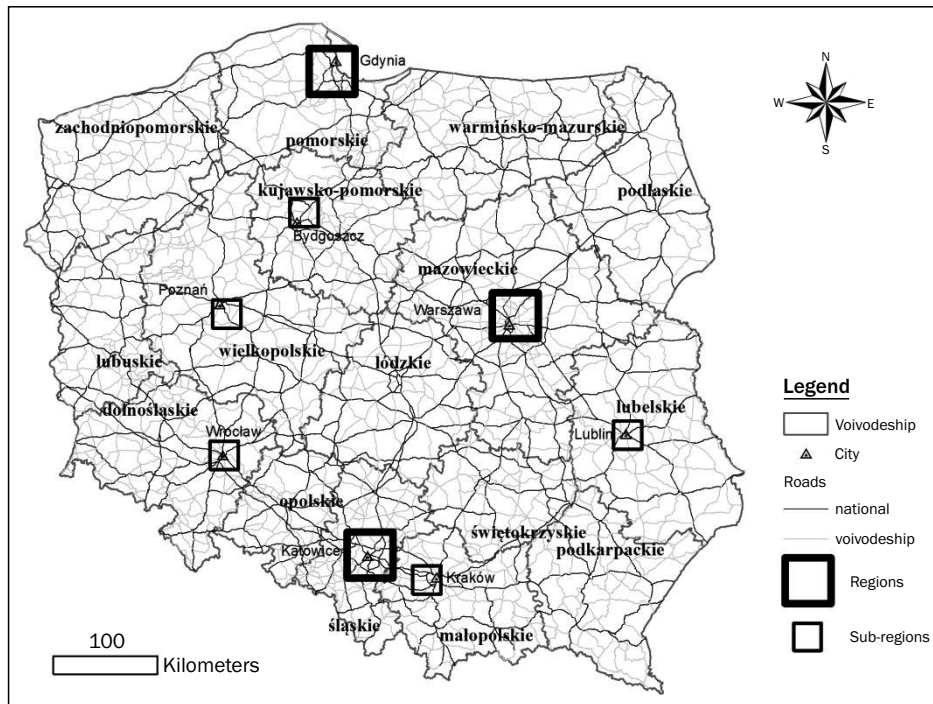 Gdynia
N
W E
S
zachodniopomorskie
pomorskie
warmińsko-mazurskie
kujawsko-pomorskie
podlaskie
Bydgoszcz
mazowieckie
Poznań
Warszawa
wielkopolskie
łódzkie
lubuskie
dolnośląskie
Wrocław
Lublin
lubelskie
opolskie
świętokrzyskie
Katowice
podkarpackie
Kraków
śląskie
małopolskie
100
Kilometers
Legend
Voivodeship
City
Roads
national
voivodeship
Regions
Sub-regions